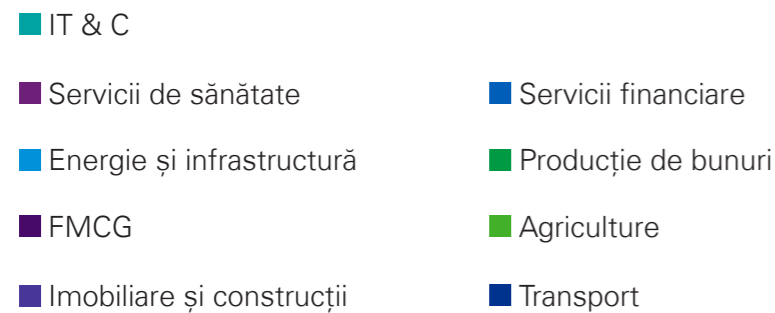 IT & C
Servicii de sănătate
Servicii financiare
Energie și infrastructură
Producție de bunuri
FMCG
Agriculture
Imobiliare și construcții
Transport